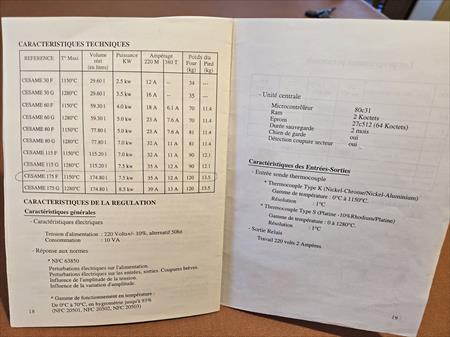 CARACTERISTIQUES TECHNIQUES
REFERENCE T° Maxi Volume réel (en litres) Puissance KW Ampérage 220 M 380 T. Poids du Four (kg) Pied (kg)
CESAME 30 F 1150°C 29.60 l 2.5 kw 12 A -- 34 --
CESAME 30 G 1280°C 29.60 l 3.5 kw 16 A -- 35 ---
CESAME 60 F 1150°C 59.30 l 4.0 kw 18 A 6.1 A 70 11.4
CESAME 60 G 1280°C 59.30 l 5.0 kw 23 A 7.6 A 70 11.4
CESAME 80 F 1150°C 77.80 l 5.0 kw 23 A 7.6 A 81 11.4
CESAME 80 G 1280°C 77.80 l 7.0 kw 32 A 11 A 81 11.4
CESAME 115 F 1150°C 115.20 l 7.0 kw 32 A 11 A 90 12.1
CESAME 115 G 1280°C 115.20 l 7.5 kw 35 A 12 A 90 12.1
CESAME 175 F 1150°C 174.80 l 7.5 kw 35 A 12 A 120 13.5
CESAME 175 G 1280°C 174.80 l 8.5 kw 39 A 13 A 120 13.5
CARACTERISTIQUES DE LA REGULATION
Caractéristiques générales
- Caractéristiques électriques
Tension d'alimentation : 220 Volts+/- 10%, alternatif 50hz
Consommation : 10 VA
- Réponse aux normes
* NFC 63850
Perturbations électriques sur l'alimentation.
Perturbations électriques sur les entrées, sorties. Coupures brèves.
Influence de l'amplitude de la tension.
Influence de la variation d'amplitude.
* Gamme de fonctionnement en température :
De 0°C à 70°C, en hygrométrie jusqu'à 93%
(NFC 20501, NFC 20502, NFC 20503)
18
- Unité centrale
Microcontrôleur 80c31
Ram 2 Koctets
Eprom 27c512 (64 Koctets)
Durée sauvegarde 2 mois
Chien de garde oui
Détection coupure secteur oui
Caractéristiques des Entrées-Sorties
- Entrée sonde thermocouple
* Thermocouple Type K (Nickel-Chrome/Nickel-Aluminium)
Gamme de température : 0°C à 1150°C.
Résolution : 1°C
* Thermocouple Type S (Platine -10%Rhodium/Platine)
Gamme de température : 0 à 1280°C.
Résolution : 1°C
- Sortie Relais
Travail 220 volts 2 Ampères.
19